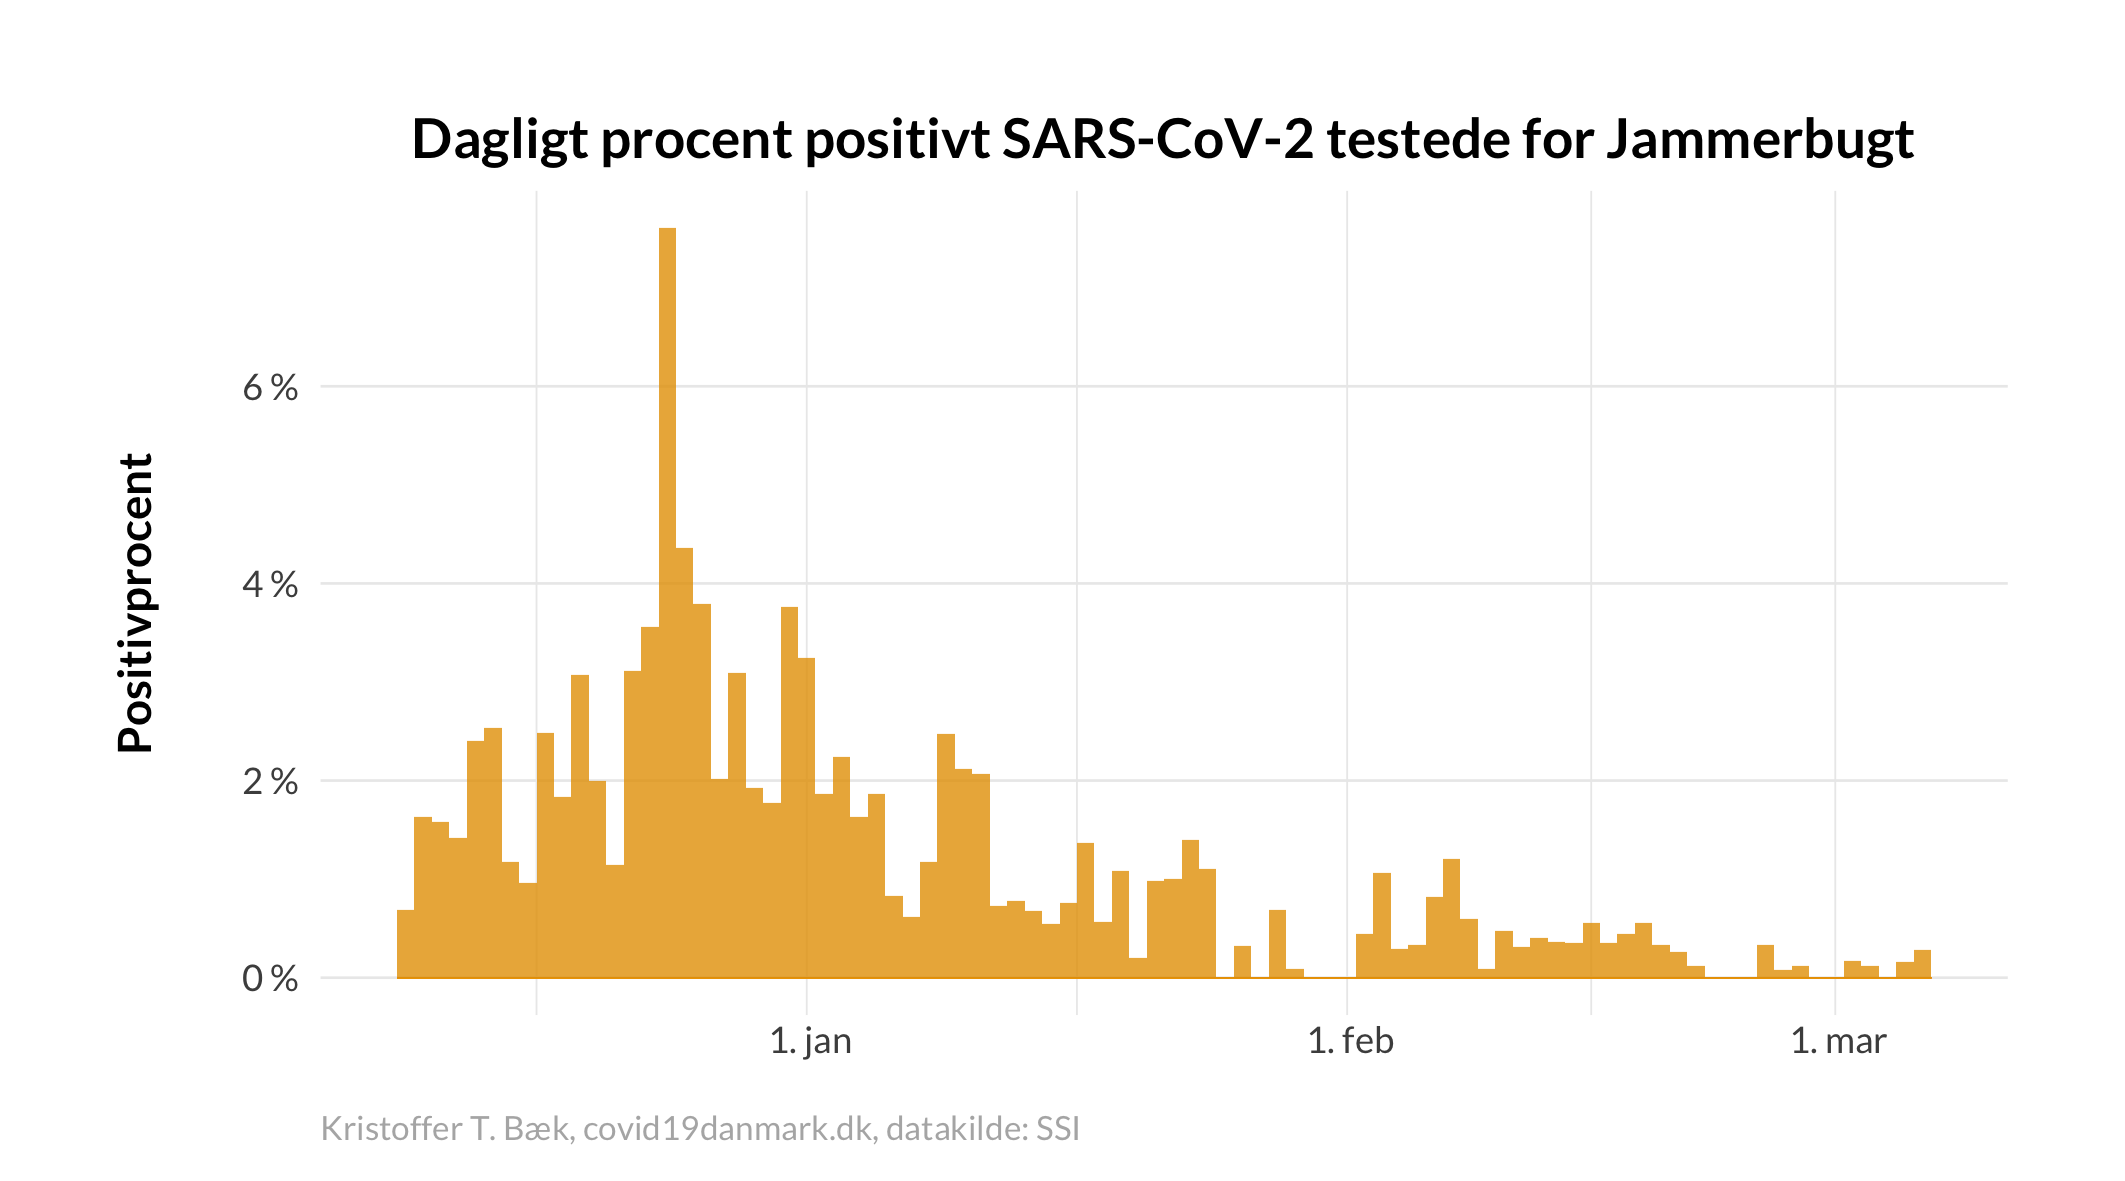 Dagligt procent positivt SARS-CoV-2 testede for Jammerbugt
Positivprocent
6 %
4 %
2 %
0 %
1. jan
1. feb
1. mar
Kristoffer T. Bæk, covid19danmark.dk, datakilde: SSI